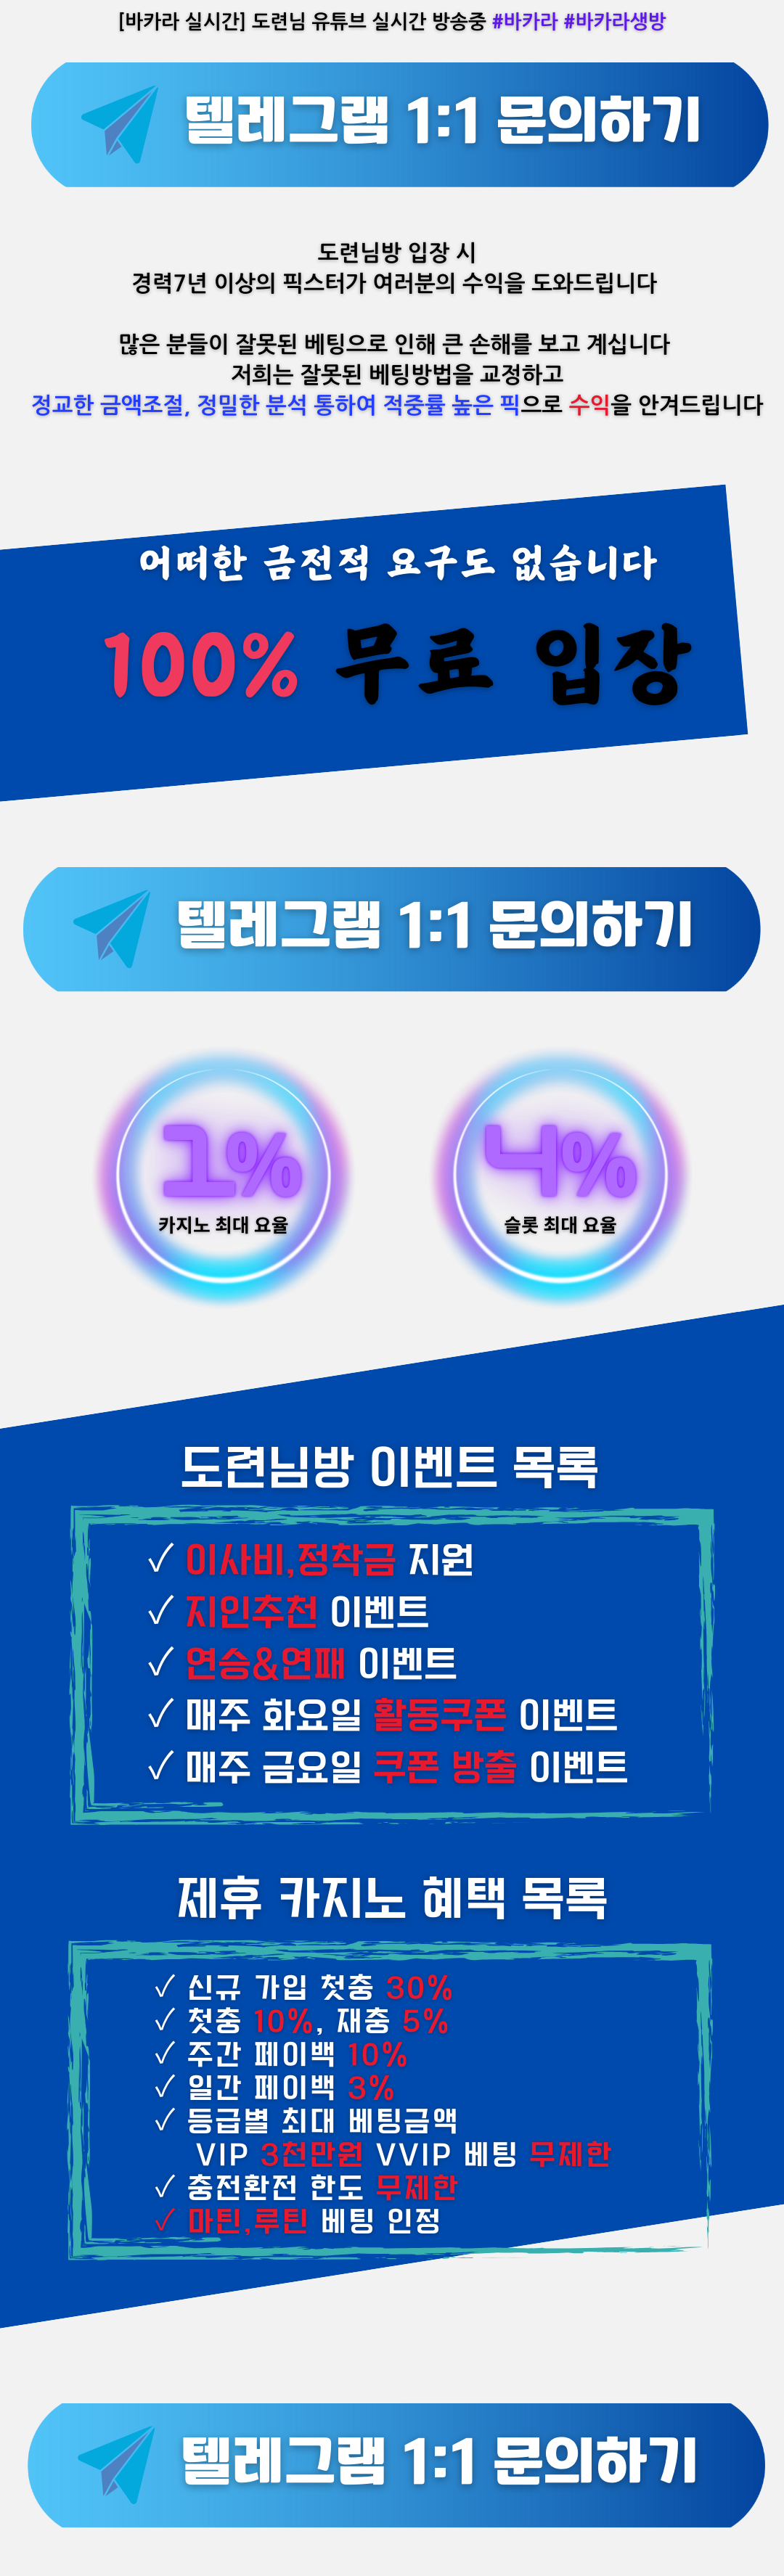 [바카라 실시간] 도련님 유튜브 실시간 방송중 #바카라 #바카라생방
텔레그램 1:1 문의하기
도련님방 입장 시
경력7년 이상의 픽스터가 여러분의 수익을 도와드립니다
많은 분들이 잘못된 베팅으로 인해 큰 손해를 보고 계십니다
저희는 잘못된 베팅방법을 교정하고
정교한 금액조절, 정밀한 분석 통하여 적중률 높은 픽으로 수익을 안겨드립니다
어떠한 금전적 요구도 없습니다
100% 무료 입장
텔레그램 1:1 문의하기
1%
카지노 최대 요율
4%
슬롯 최대 요율
도련님방 이벤트 목록
✓ 이사비,정착금 지원
✓ 지인추천 이벤트
✓ 연승&연패 이벤트
✓ 매주 화요일 활동쿠폰 이벤트
✓ 매주 금요일 쿠폰 방출 이벤트
제휴 카지노 혜택 목록
✓ 신규 가입 첫충 30%
✓ 첫충 10%, 재충 5%
✓ 주간 페이백 10%
✓ 일간 페이백 3%
✓ 등급별 최대 베팅금액
VIP 3천만원 VVIP 베팅 무제한
✓ 충전환전 한도 무제한
✓ 마틴,루틴 베팅 인정
텔레그램 1:1 문의하기